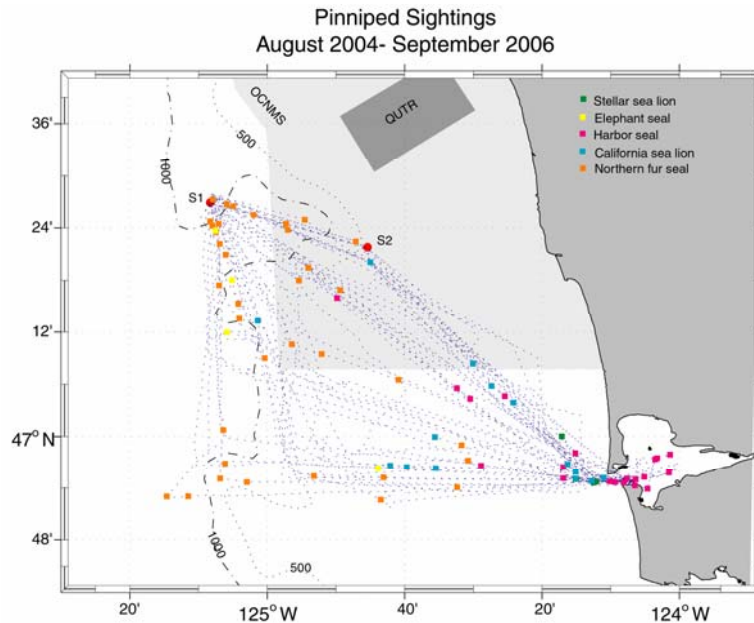 Pinniped Sightings
August 2004- September 2006
OCNMS
QUTR
Stellar sea lion
Elephant seal
Harbor seal
California sea lion
Northern fur seal
36'
500
1000
S1
24'
S2
12'
47° N
48'
1000
500
20'
125° W
40'
20'
124° W